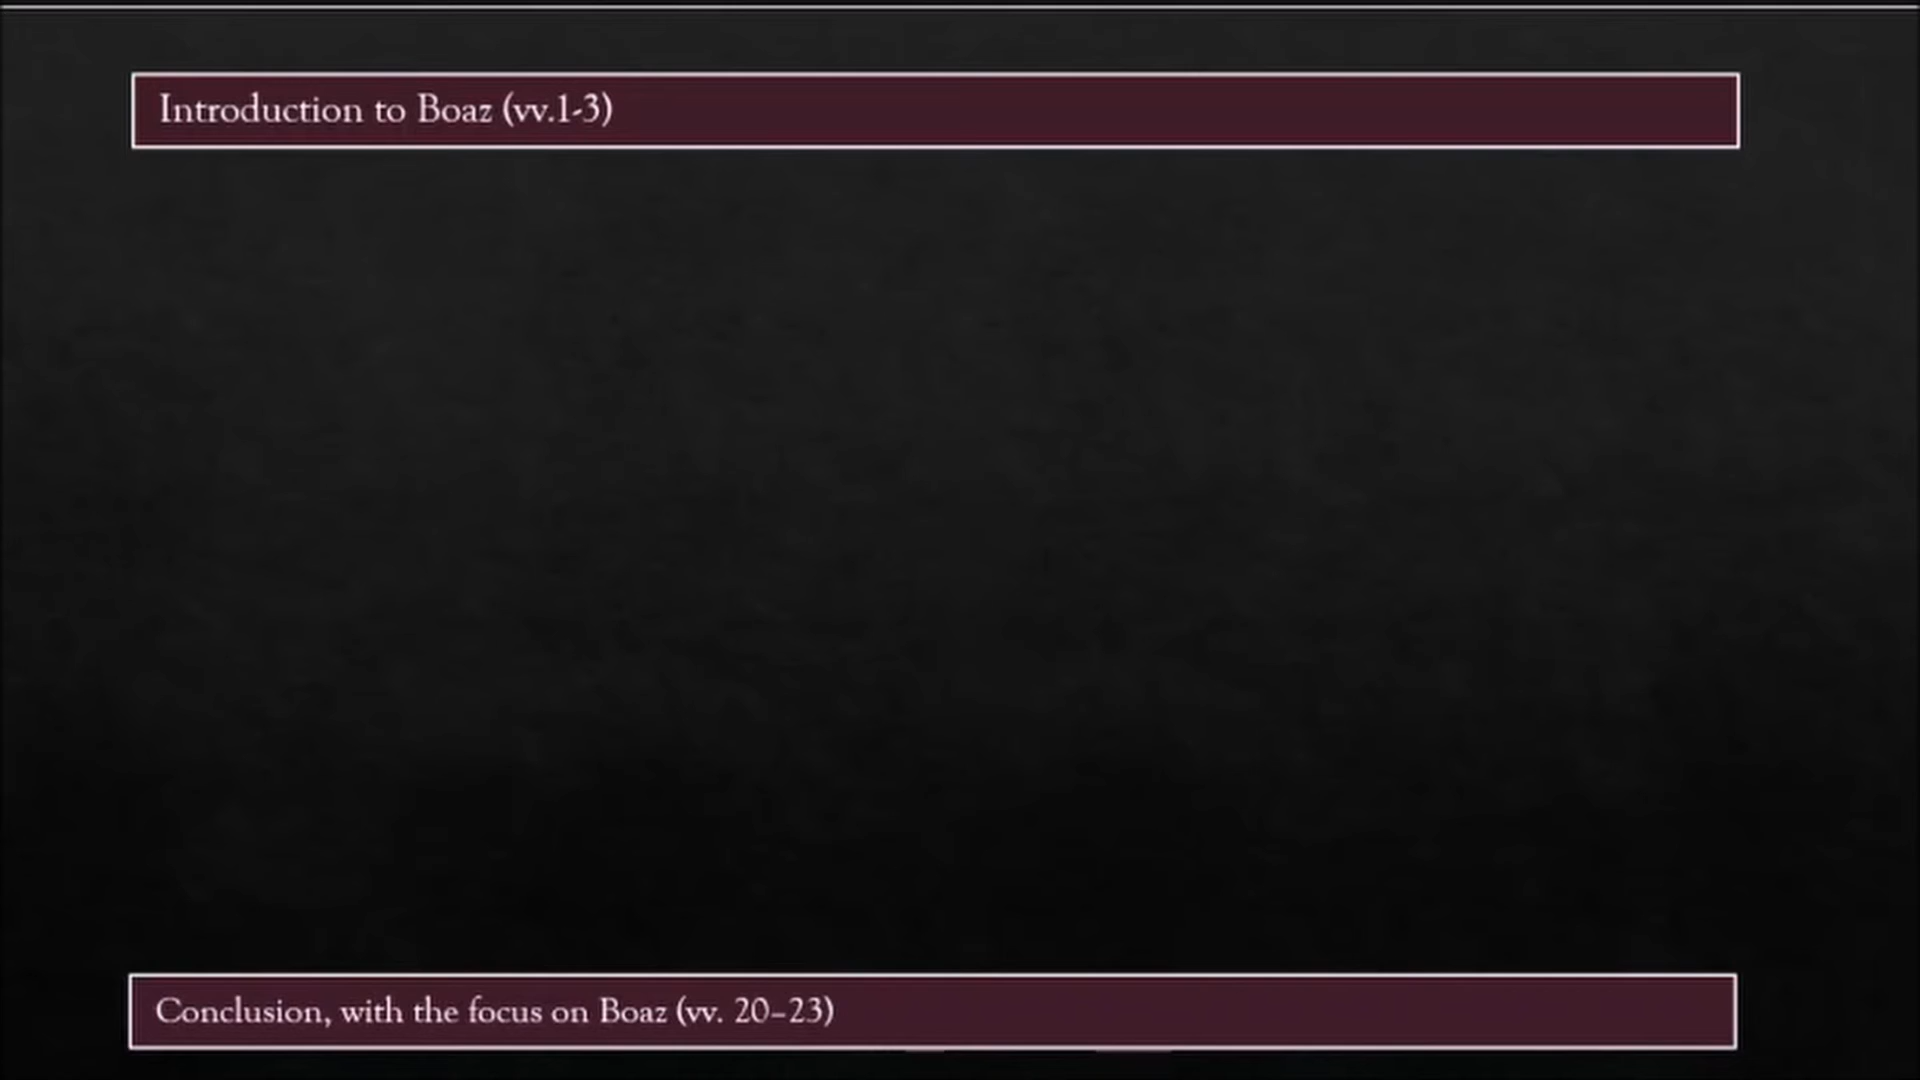 Introduction to Boaz (vv.1-3)
Conclusion, with the focus on Boaz (vv. 20–23)